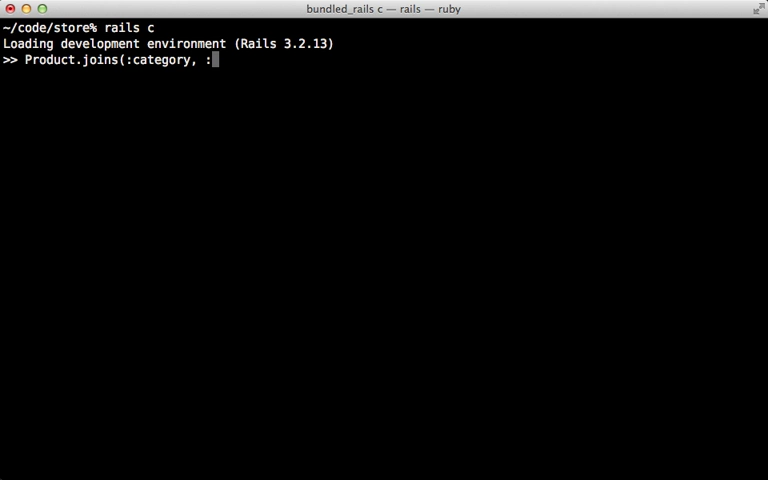 bundled_rails c — rails — ruby
~/code/store% rails c
Loading development environment (Rails 3.2.13)
>> Product.joins(:category, :